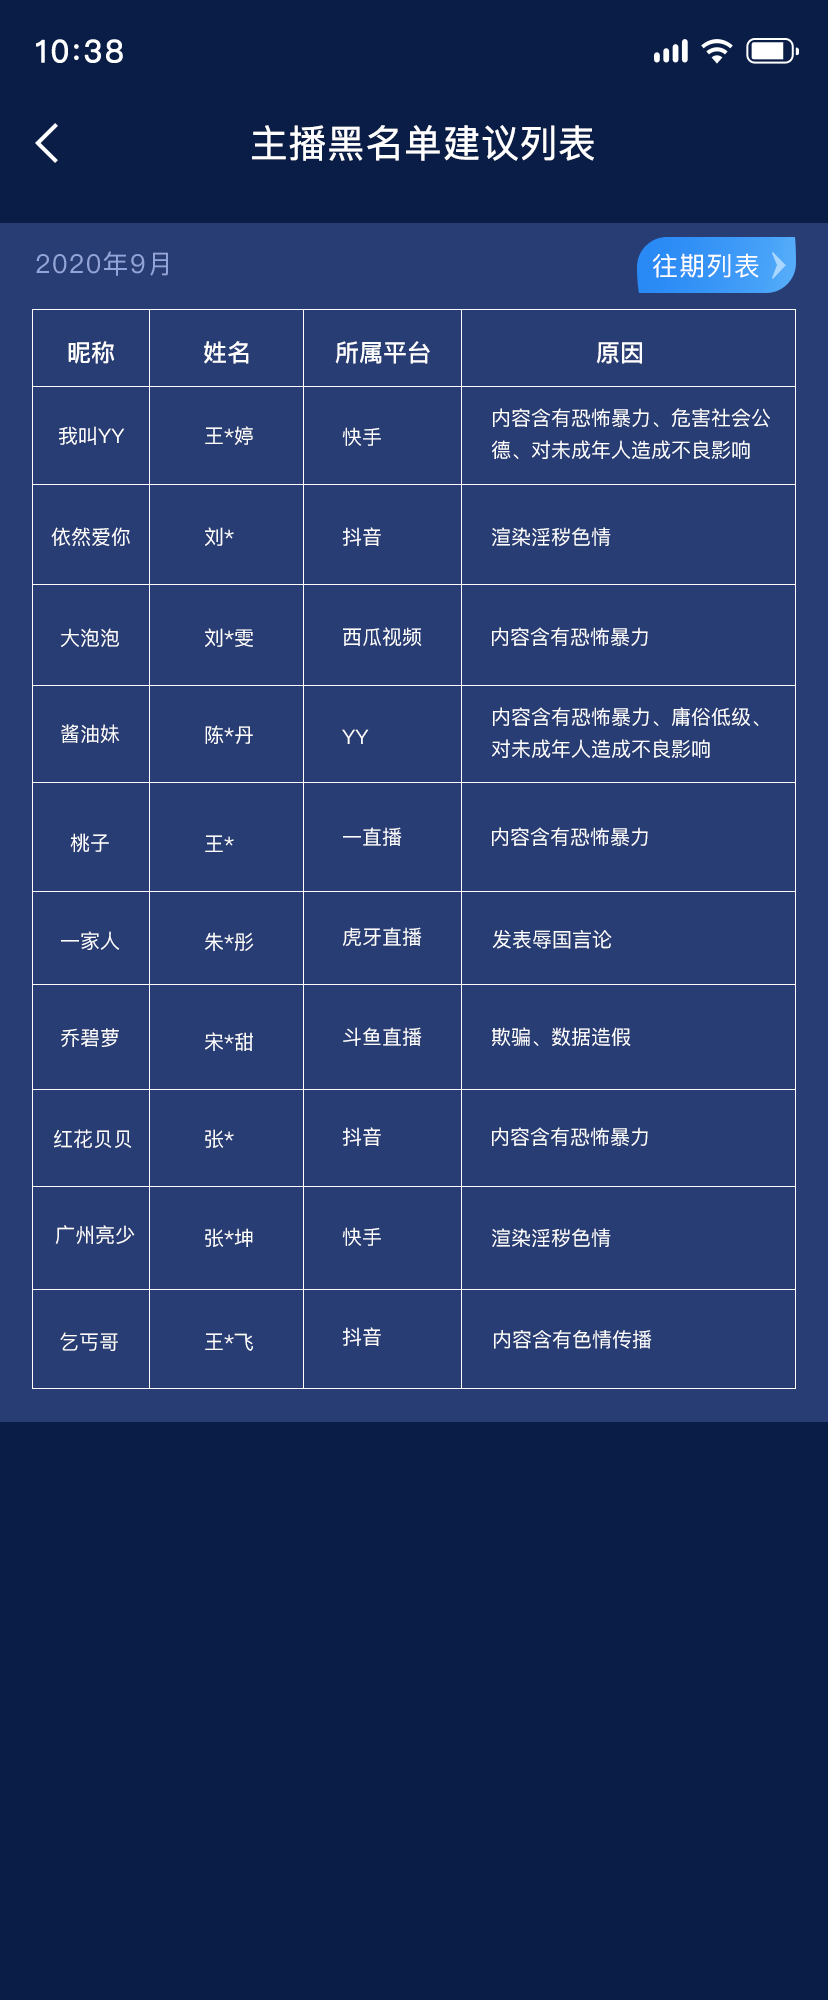 10:38
主播黑名单建议列表
2020年9月
往期列表
昵称 姓名 所属平台 原因
我叫YY 王*婷 快手 内容含有恐怖暴力、危害社会公
德、对未成年人造成不良影响
依然爱你 刘* 抖音 渲染淫秽色情
大泡泡 刘*雯 西瓜视频 内容含有恐怖暴力
酱油妹 陈*丹 YY 内容含有恐怖暴力、庸俗低级、
对未成年人造成不良影响
桃子 王* 一直播 内容含有恐怖暴力
一家人 朱*彤 虎牙直播 发表辱国言论
乔碧萝 宋*甜 斗鱼直播 欺骗、数据造假
红花贝贝 张* 抖音 内容含有恐怖暴力
广州亮少 张*坤 快手 渲染淫秽色情
乞丐哥 王*飞 抖音 内容含有色情传播